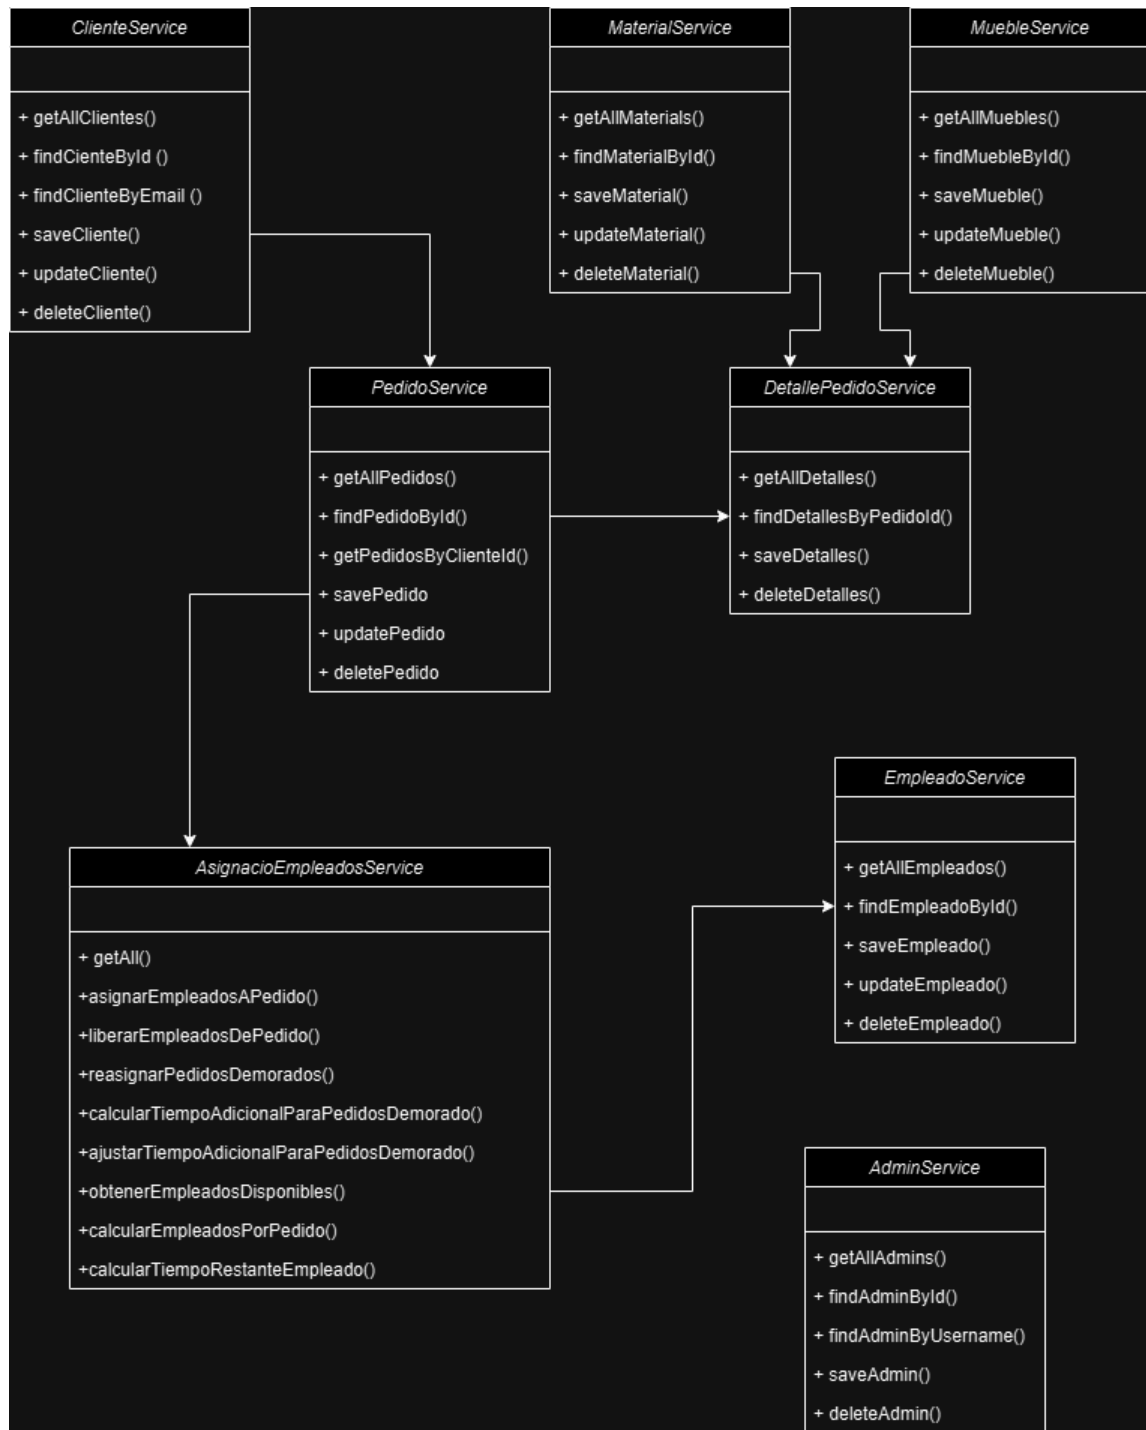 ClienteService
+ getAllClientes()
+ findCienteById ()
+ findClienteByEmail ()
+ saveCliente()
+ updateCliente()
+ deleteCliente()
MaterialService
+ getAllMaterials()
+ findMaterialById()
+ saveMaterial()
+ updateMaterial()
+ deleteMaterial()
MuebleService
+ getAllMuebles()
+ findMuebleById()
+ saveMueble()
+ updateMueble()
+ deleteMueble()
PedidoService
+ getAllPedidos()
+ findPedidoById()
+ getPedidosByClienteId()
+ savePedido
+ updatePedido
+ deletePedido
DetallePedidoService
+ getAllDetalles()
+ findDetallesByPedidoId()
+ saveDetalles()
+ deleteDetalles()
AsignacioEmpleadosService
+ getAll()
+asignarEmpleadosAPedido()
+liberarEmpleadosDePedido()
+reasignarPedidosDemorados()
+calcularTiempoAdicionalParaPedidosDemorado()
+ajustarTiempoAdicionalParaPedidosDemorado()
+obtenerEmpleadosDisponibles()
+calcularEmpleadosPorPedido()
+calcularTiempoRestanteEmpleado()
EmpleadoService
+ getAllEmpleados()
+ findEmpleadoById()
+ saveEmpleado()
+ updateEmpleado()
+ deleteEmpleado()
AdminService
+ getAllAdmins()
+ findAdminById()
+ findAdminByUsername()
+ saveAdmin()
+ deleteAdmin()